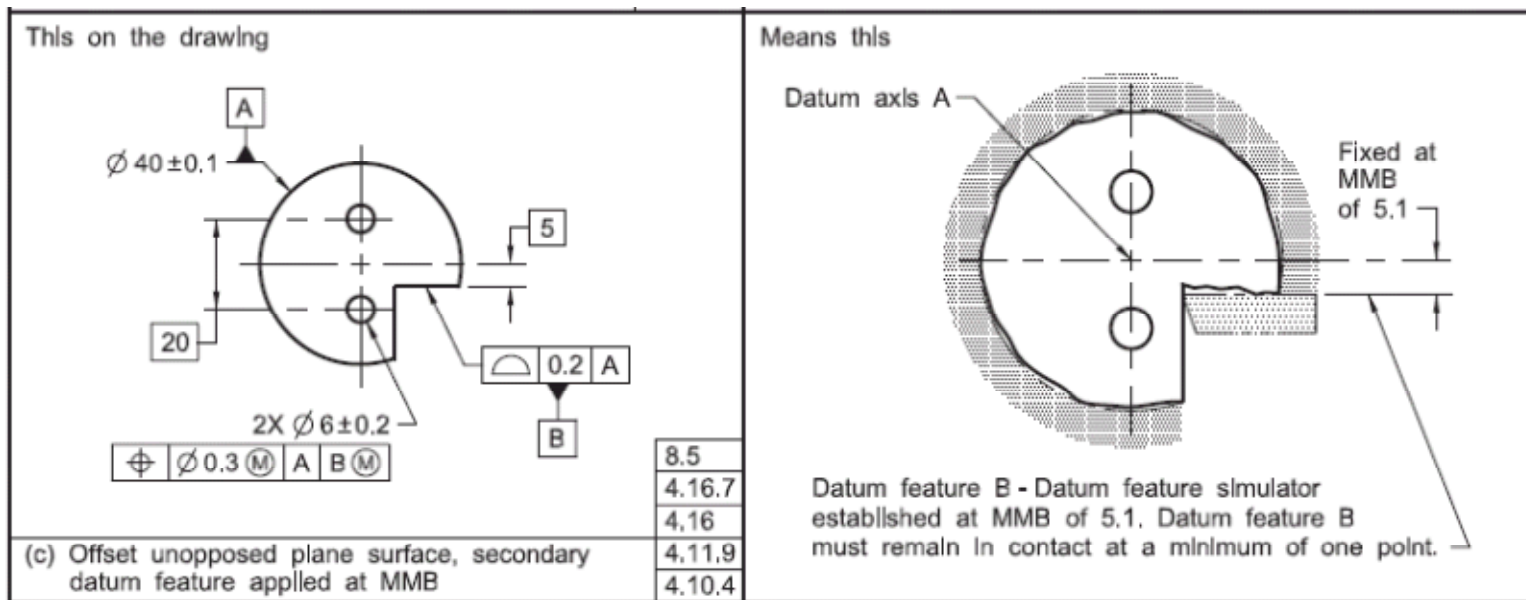 This on the drawing
A
∅ 40 ±0.1
5
20
⌓ 0.2 A
B
2X ∅ 6 ±0.2
⌖ ∅ 0.3 Ⓜ A B Ⓜ
8.5
4.16.7
4.16
4.11.9
4.10.4
(c) Offset unopposed plane surface, secondary
datum feature applied at MMB
Means this
Datum axis A
Fixed at
MMB
of 5.1
Datum feature B - Datum feature simulator
established at MMB of 5.1. Datum feature B
must remain in contact at a minimum of one point.